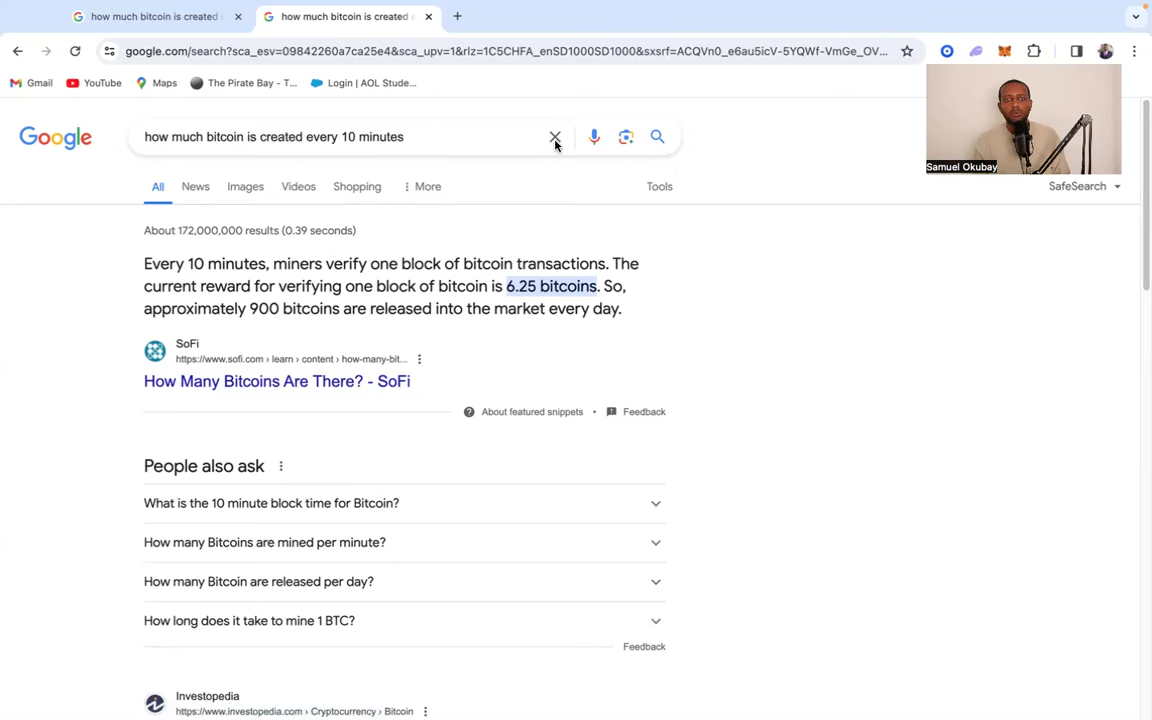 how much bitcoin is created
how much bitcoin is created
google.com/search?sca_esv=09842260a7ca25e4&sca_upv=1&rlz=1C5CHFA_enSD1000SD1000&sxsrf=ACQVn0_e6au5icV-5YQWf-VmGe_OV...
Gmail
YouTube
Maps
The Pirate Bay - T...
Login | AOL Stude...
Google
how much bitcoin is created every 10 minutes
Samuel Okubay
All
News
Images
Videos
Shopping
More
Tools
SafeSearch
About 172,000,000 results (0.39 seconds)
Every 10 minutes, miners verify one block of bitcoin transactions. The
current reward for verifying one block of bitcoin is 6.25 bitcoins. So,
approximately 900 bitcoins are released into the market every day.
SoFi
https://www.sofi.com › learn › content › how-many-bit...
How Many Bitcoins Are There? - SoFi
About featured snippets • Feedback
People also ask
What is the 10 minute block time for Bitcoin?
How many Bitcoins are mined per minute?
How many Bitcoin are released per day?
How long does it take to mine 1 BTC?
Feedback
Investopedia
https://www.investopedia.com › Cryptocurrency › Bitcoin